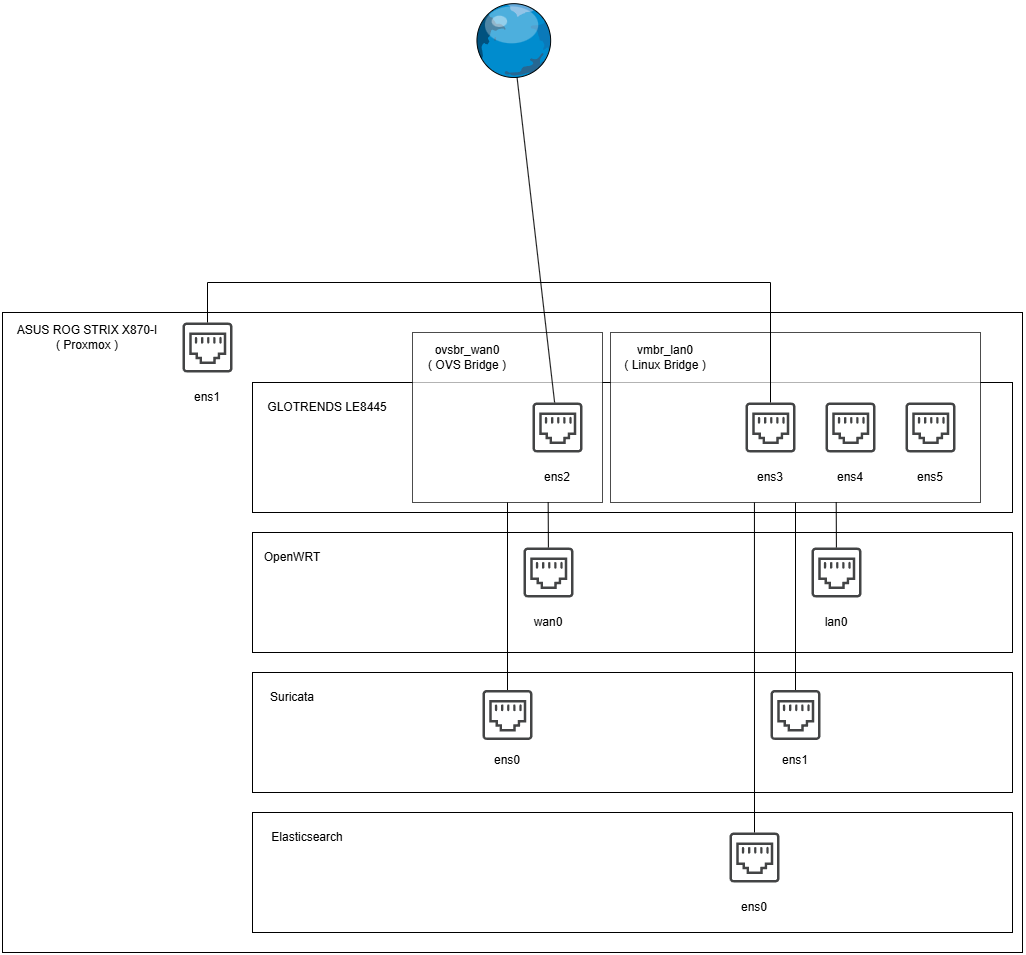 ASUS ROG STRIX X870-I
( Proxmox )
ens1
ovsbr_wan0
( OVS Bridge )
vmbr_lan0
( Linux Bridge )
GLOTRENDS LE8445
ens2
ens3
ens4
ens5
OpenWRT
wan0
lan0
Suricata
ens0
ens1
Elasticsearch
ens0